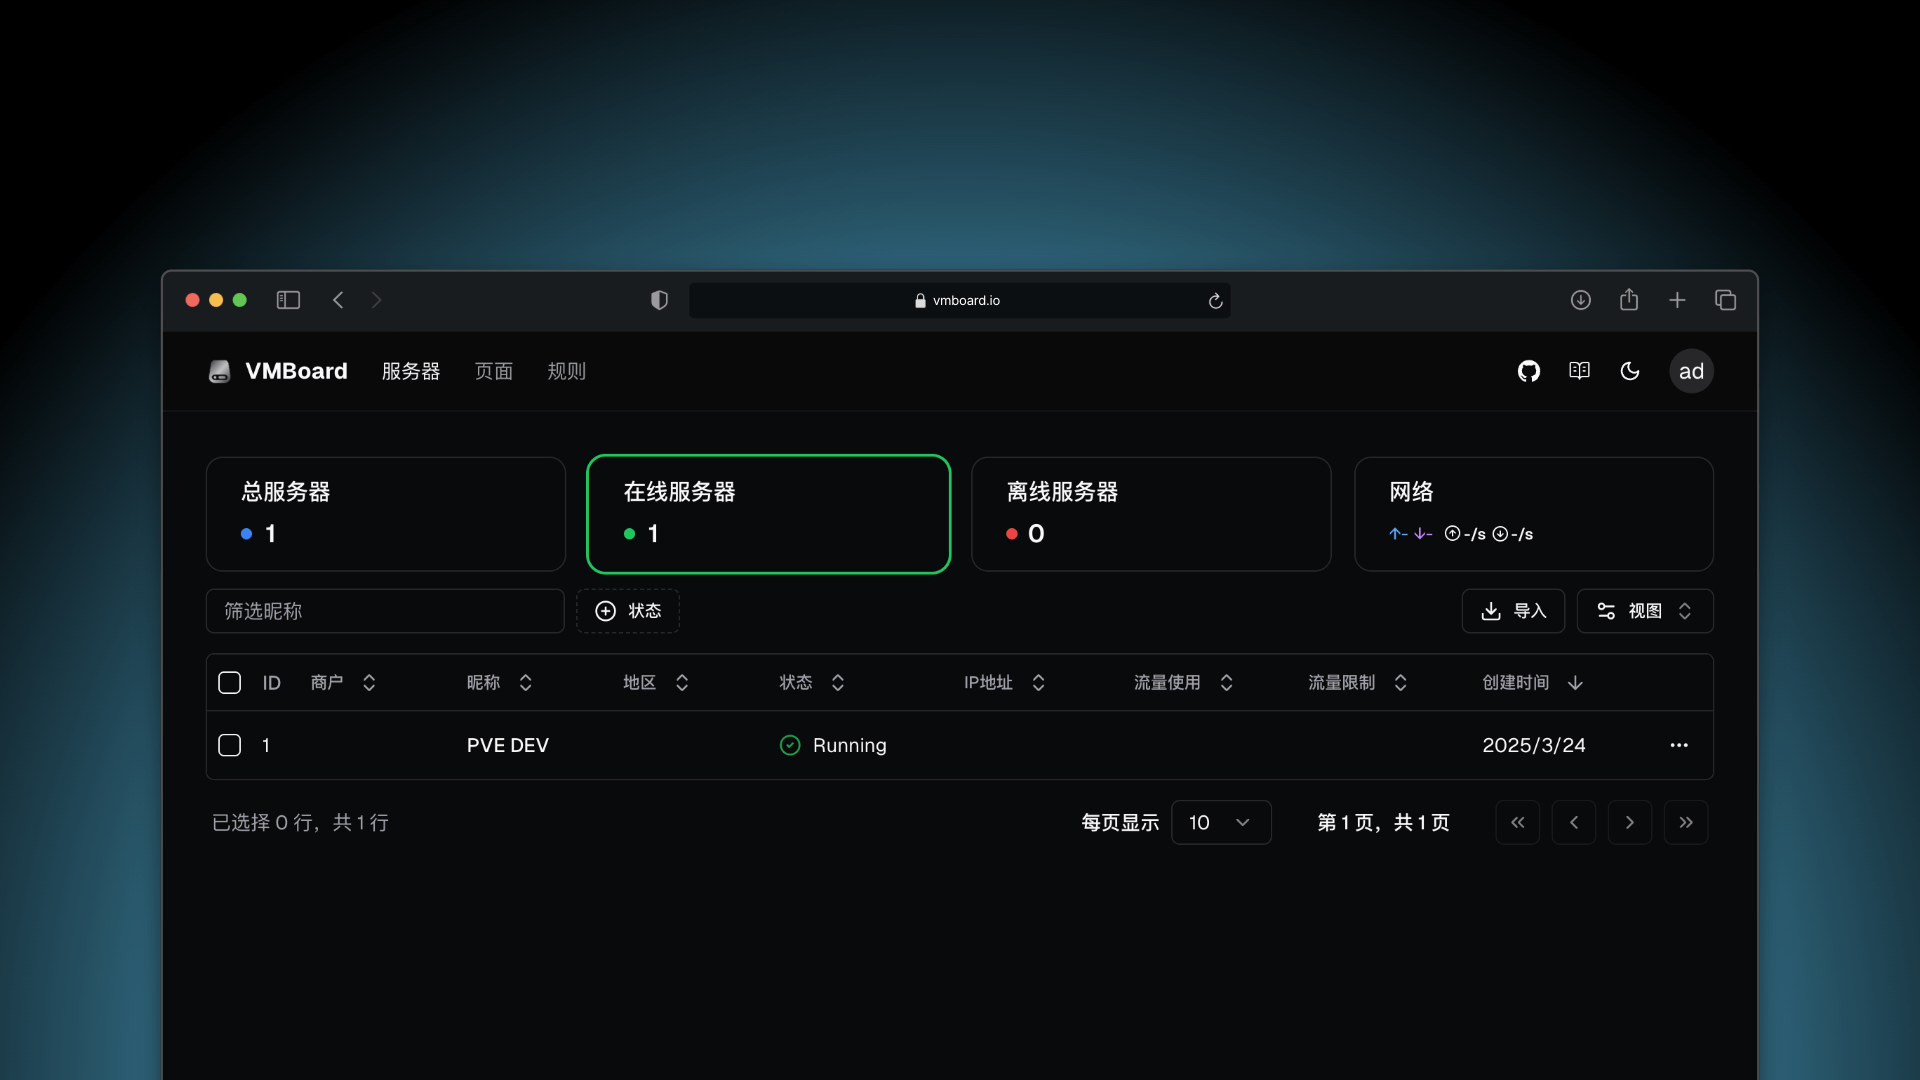 vmboard.io
VMBoard 服务器 页面 规则 ad
总服务器 在线服务器 离线服务器 网络
1 1 0 ↑- ↓- -/s -/s
筛选昵称 状态 导入 视图
ID 商户 昵称 地区 状态 IP地址 流量使用 流量限制 创建时间
1 PVE DEV Running 2025/3/24
已选择 0 行，共 1 行 每页显示 10 第 1 页，共 1 页